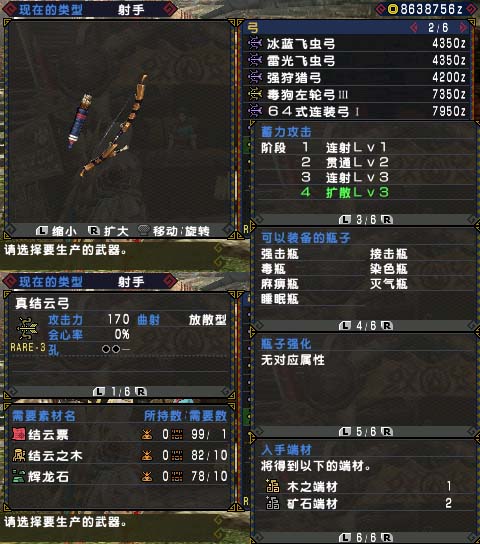 现在的类型 射手
L 缩小 R 扩大 移动/旋转
请选择要生产的武器。
8638756z
弓
2/6
冰蓝飞虫弓 4350z
雷光飞虫弓 4350z
强狩猎弓 4200z
毒狗左轮弓III 7350z
64式连装弓I 7950z
蓄力攻击
阶段 1 连射Lv1
2 贯通Lv2
3 连射Lv3
4 扩散Lv3
L 3/6 R
可以装备的瓶子
强击瓶 接击瓶
毒瓶 染色瓶
麻痹瓶 灭气瓶
睡眠瓶
L 4/6 R
瓶子强化
无对应属性
L 5/6 R
入手端材
将得到以下的端材。
木之端材 1
矿石端材 2
L 6/6 R
现在的类型 射手
真结云弓
攻击力 170 曲射 放散型
会心率 0%
RARE-3 孔 ●●—
L 1/6 R
需要素材名 所持数/需要数
结云票 0 99/ 1
结云之木 0 82/10
辉龙石 0 78/10
请选择要生产的武器。